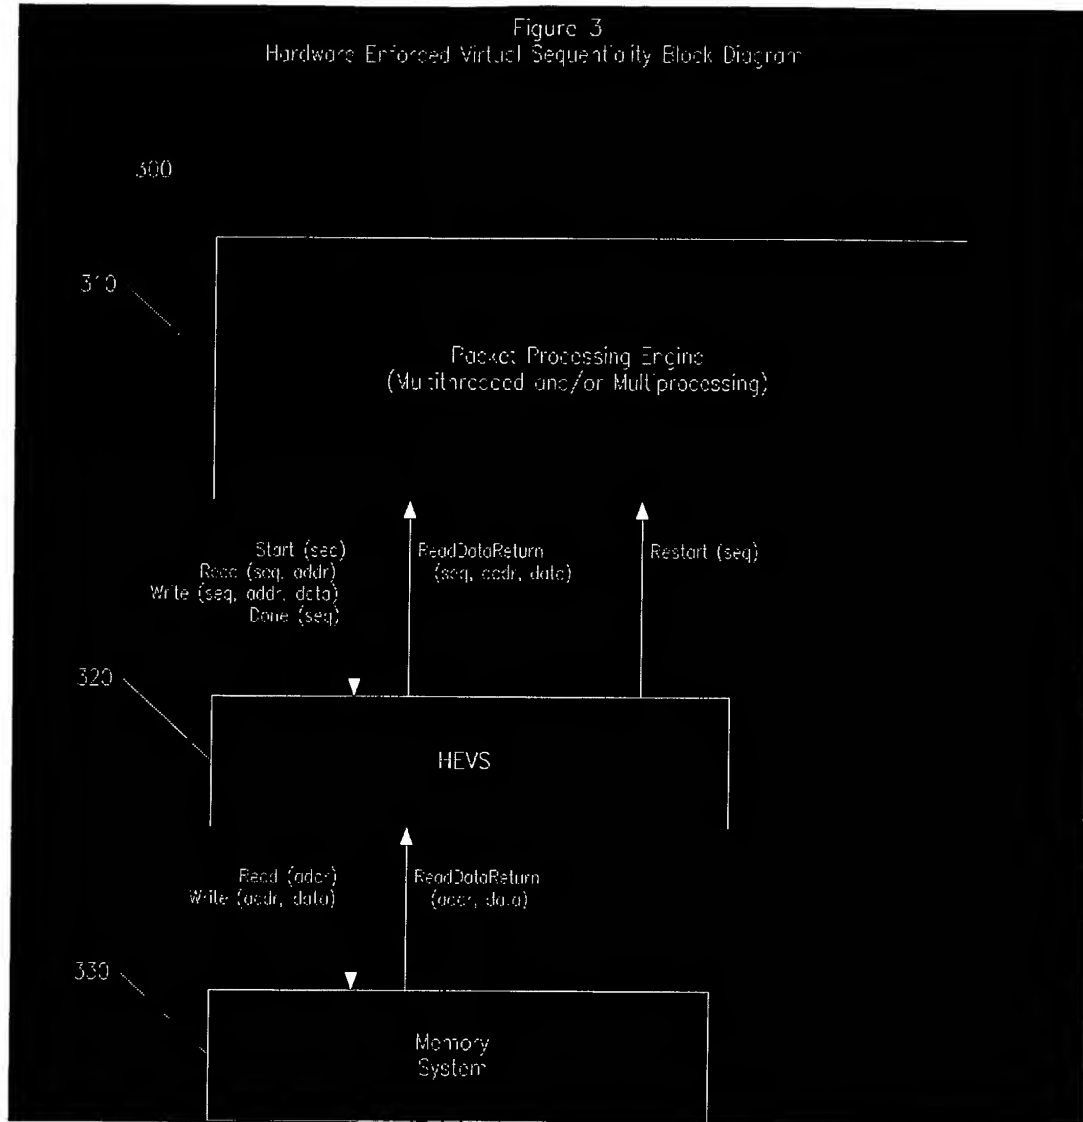 Figure 3
Hardware Enforced Virtual Sequentiality Block Diagram
300
310
Packet Processing Engine
(Multithreaded and/or Multiprocessing)
Start (seq)
Read (seq, addr)
Write (seq, addr, data)
Done (seq)
ReadDataReturn
(seq, addr, data)
Restart (seq)
320
HEVS
Read (addr)
Write (addr, data)
ReadDataReturn
(addr, data)
330
Memory
System